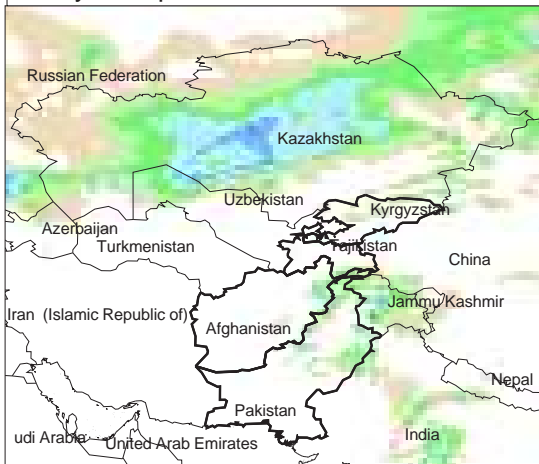 Russian Federation
Kazakhstan
Uzbekistan
Kyrgyzstan
Azerbaijan
Turkmenistan
Tajikistan
China
Iran (Islamic Republic of)
Jammu Kashmir
Afghanistan
Nepal
Pakistan
udi Arabia
United Arab Emirates
India